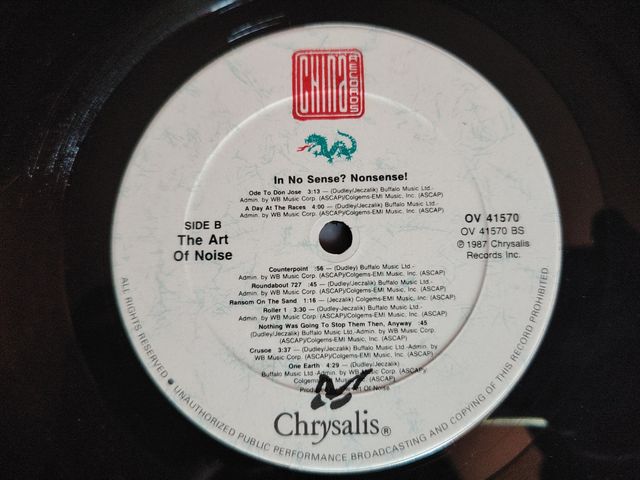 CHINA
RECORDS
In No Sense? Nonsense!
Ode To Don Jose 3:13 — (Dudley/Jeczalik) Buffalo Music Ltd.-
Admin. by WB Music Corp. (ASCAP)/Colgems-EMI Music, Inc. (ASCAP)
A Day At The Races 4:00 — (Dudley/Jeczalik) Buffalo Music Ltd.-
Admin. by WB Music Corp. (ASCAP)/Colgems-EMI Music, Inc. (ASCAP)
SIDE B
The Art
Of Noise
OV 41570
OV 41570 BS
℗ 1987 Chrysalis
Records Inc.
Counterpoint :56 — (Dudley) Buffalo Music Ltd.-
Admin. by WB Music Corp. (ASCAP)/Colgems-EMI Music, Inc. (ASCAP)
Roundabout 727 :45 — (Dudley/Jeczalik) Buffalo Music Ltd.-
Admin. by WB Music Corp. (ASCAP)/Colgems-EMI Music, Inc. (ASCAP)
Ransom On The Sand 1:16 — (Jeczalik) Colgems-EMI Music, Inc. (ASCAP)
Roller 1 3:30 — (Dudley/Jeczalik) Buffalo Music Ltd.-
Admin. by WB Music Corp. (ASCAP)/Colgems-EMI Music, Inc. (ASCAP)
Nothing Was Going To Stop Them Then, Anyway :45
(Dudley/Jeczalik) Buffalo Music Ltd.-Admin. by WB Music Corp.
(ASCAP)/Colgems-EMI Music, Inc. (ASCAP)
Crusoe 3:37 — (Dudley/Jeczalik) Buffalo Music Ltd.-Admin. by
WB Music Corp. (ASCAP)/Colgems-EMI Music, Inc. (ASCAP)
One Earth 4:29 — (Dudley/Jeczalik)
Buffalo Music Ltd.-Admin. by WB Music Corp. (ASCAP)/
Music, Inc. (ASCAP)
Art Of Noise.
Chrysalis®
ALL RIGHTS RESERVED • UNAUTHORIZED PUBLIC PERFORMANCE BROADCASTING AND COPYING OF THIS RECORD PROHIBITED